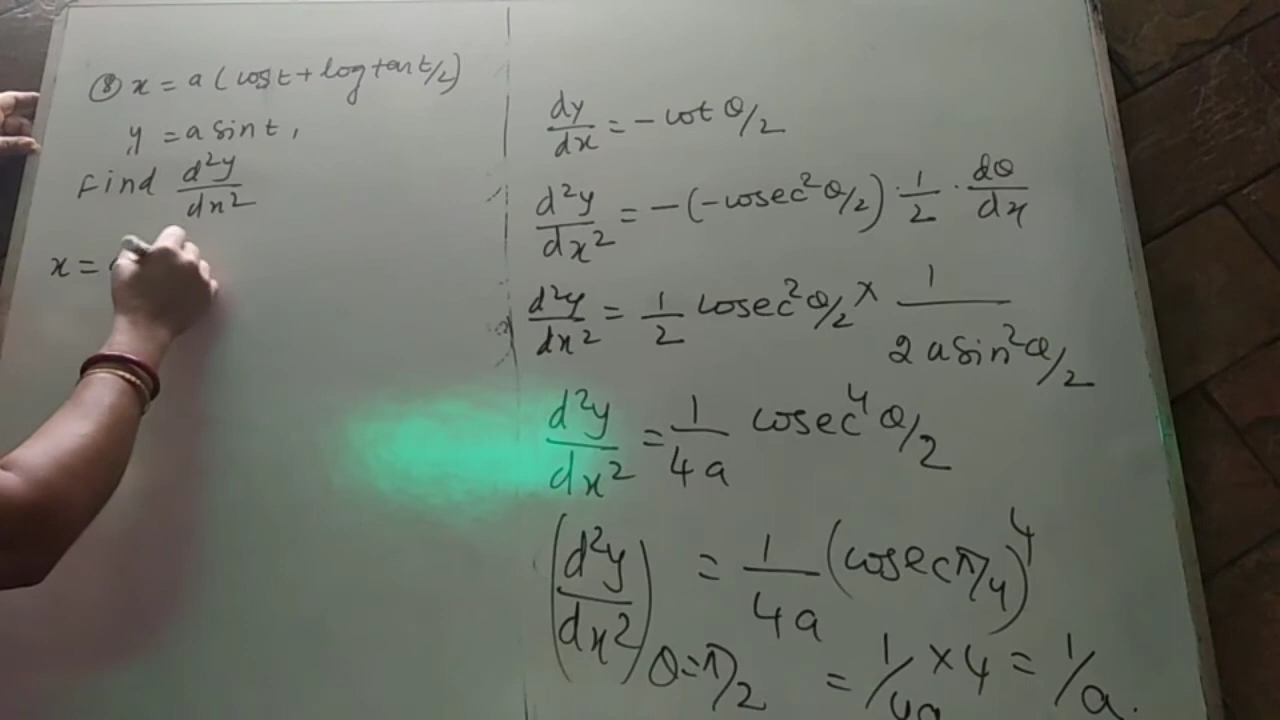 ⑧ x = a (cost + log tan t/2)
y = a sin t,
Find d²y/dx²
x =
dy/dx = - cot θ/2
d²y/dx² = - (-cosec² θ/2) · 1/2 · dθ/dx
d²y/dx² = 1/2 cosec² θ/2 × 1/(2 a sin² θ/2)
d²y/dx² = 1/4a cosec⁴ θ/2
(d²y/dx²) θ=π/2 = 1/4a (cosec π/4)⁴
= 1/4a × 4 = 1/a.